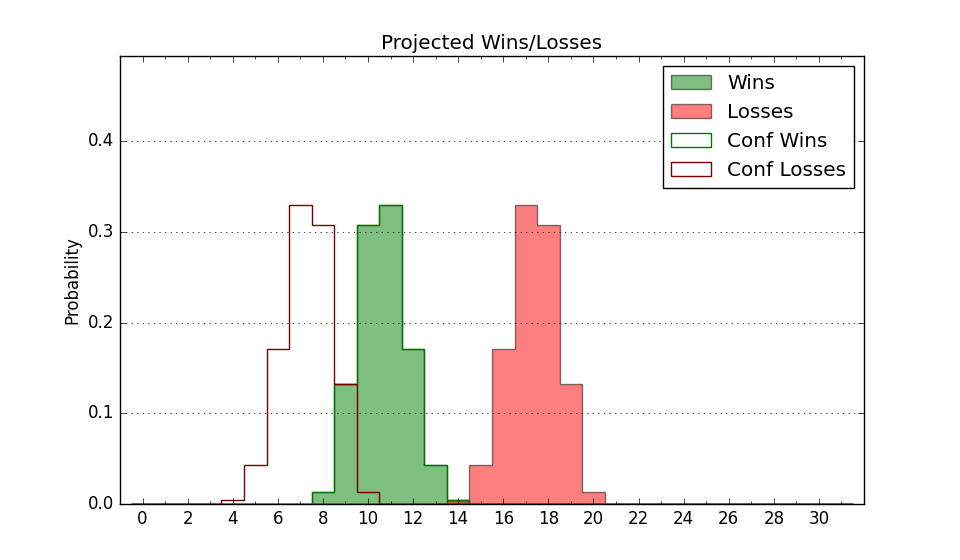 Projected Wins/Losses
Wins
Losses
Conf Wins
Conf Losses
Probability
0.4
0.3
0.2
0.1
0.0
0 2 4 6 8 10 12 14 16 18 20 22 24 26 28 30